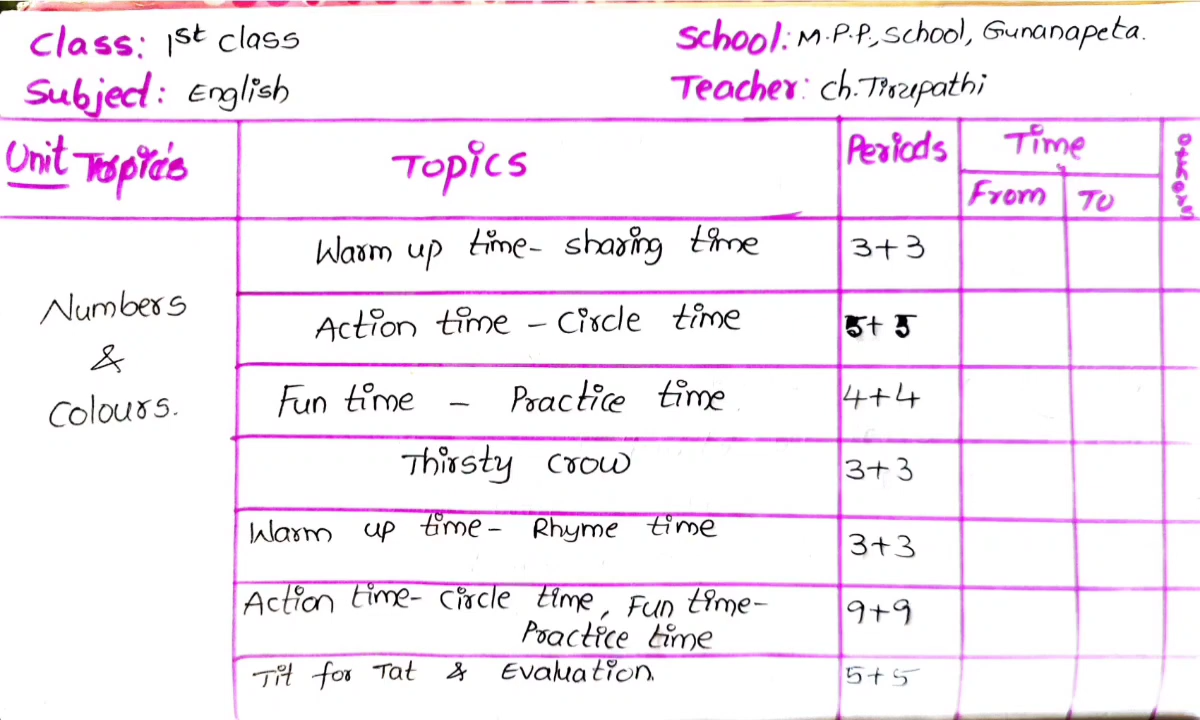 Class: 1st class
School: M.P.P., School, Gunanapeta.
Subject: English
Teacher: Ch. Tirupathi
Unit Topics
TOPICS
Periods
Time
From
TO
others
Numbers
&
Colours.
Warm up time - sharing time
3+3
Action time - Circle time
5+5
Fun time - Practice time
4+4
Thirsty crow
3+3
Warm up time - Rhyme time
3+3
Action time - Circle time, Fun time -
Practice time
9+9
Tit for Tat & Evaluation.
5+5